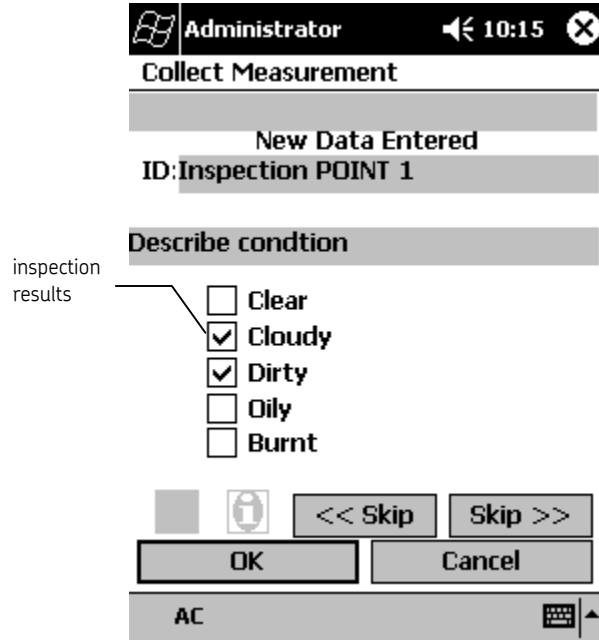 Administrator 10:15
Collect Measurement
New Data Entered
ID:Inspection POINT 1
Describe condtion
inspection
results
Clear
Cloudy
Dirty
Oily
Burnt
<< Skip Skip >>
OK Cancel
AC